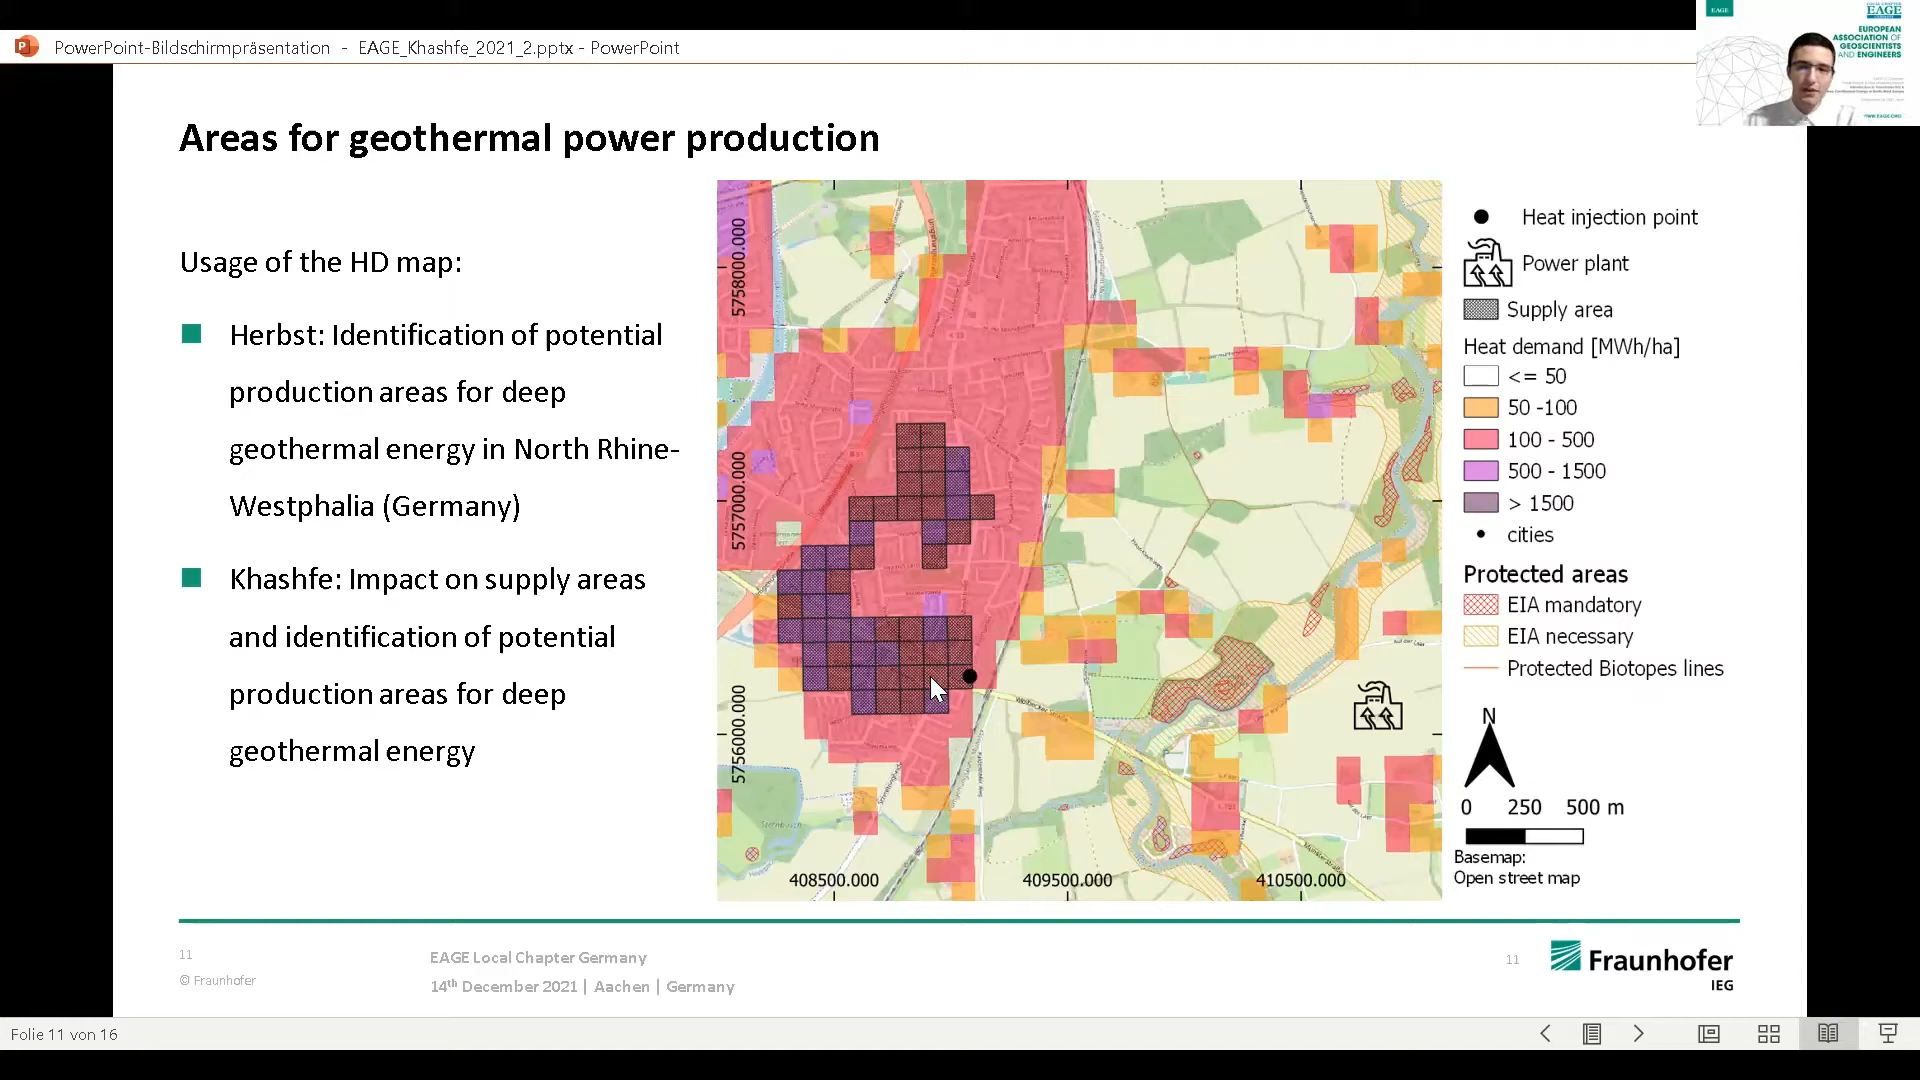 PowerPoint-Bildschirmpräsentation - EAGE_Khashfe_2021_2.pptx - PowerPoint
EAGE
LOCAL CHAPTER
EAGE
EUROPEAN
ASSOCIATION OF
GEOSCIENTISTS
AND ENGINEERS
Areas for geothermal power production
Usage of the HD map:
Herbst: Identification of potential
production areas for deep
geothermal energy in North Rhine-
Westphalia (Germany)
Khashfe: Impact on supply areas
and identification of potential
production areas for deep
geothermal energy
5758000.000
5757000.000
5756000.000
408500.000
409500.000
410500.000
Heat injection point
Power plant
Supply area
Heat demand [MWh/ha]
<= 50
50 -100
100 - 500
500 - 1500
> 1500
cities
Protected areas
EIA mandatory
EIA necessary
Protected Biotopes lines
N
0 250 500 m
Basemap:
Open street map
11
© Fraunhofer
EAGE Local Chapter Germany
14th December 2021 | Aachen | Germany
11
Fraunhofer
IEG
Folie 11 von 16